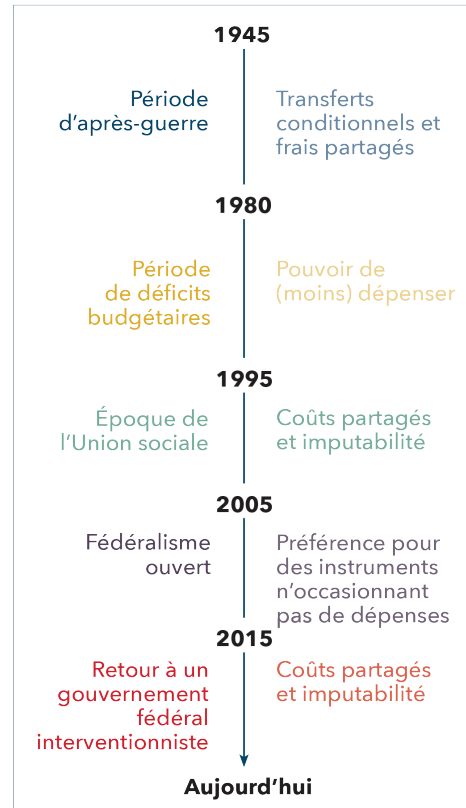 1945
Période
d'après-guerre
Transferts
conditionnels et
frais partagés
1980
Période
de déficits
budgétaires
Pouvoir de
(moins) dépenser
1995
Époque de
l'Union sociale
Coûts partagés
et imputabilité
2005
Fédéralisme
ouvert
Préférence pour
des instruments
n'occasionnant
pas de dépenses
2015
Retour à un
gouvernement
fédéral
interventionniste
Coûts partagés
et imputabilité
Aujourd'hui